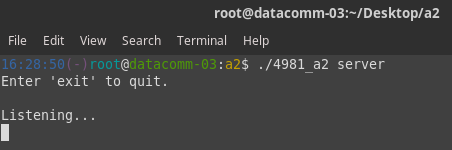 root@datacomm-03:~/Desktop/a2
File Edit View Search Terminal Help
16:28:50(-)root@datacomm-03:a2$ ./4981_a2 server
Enter 'exit' to quit.
Listening...